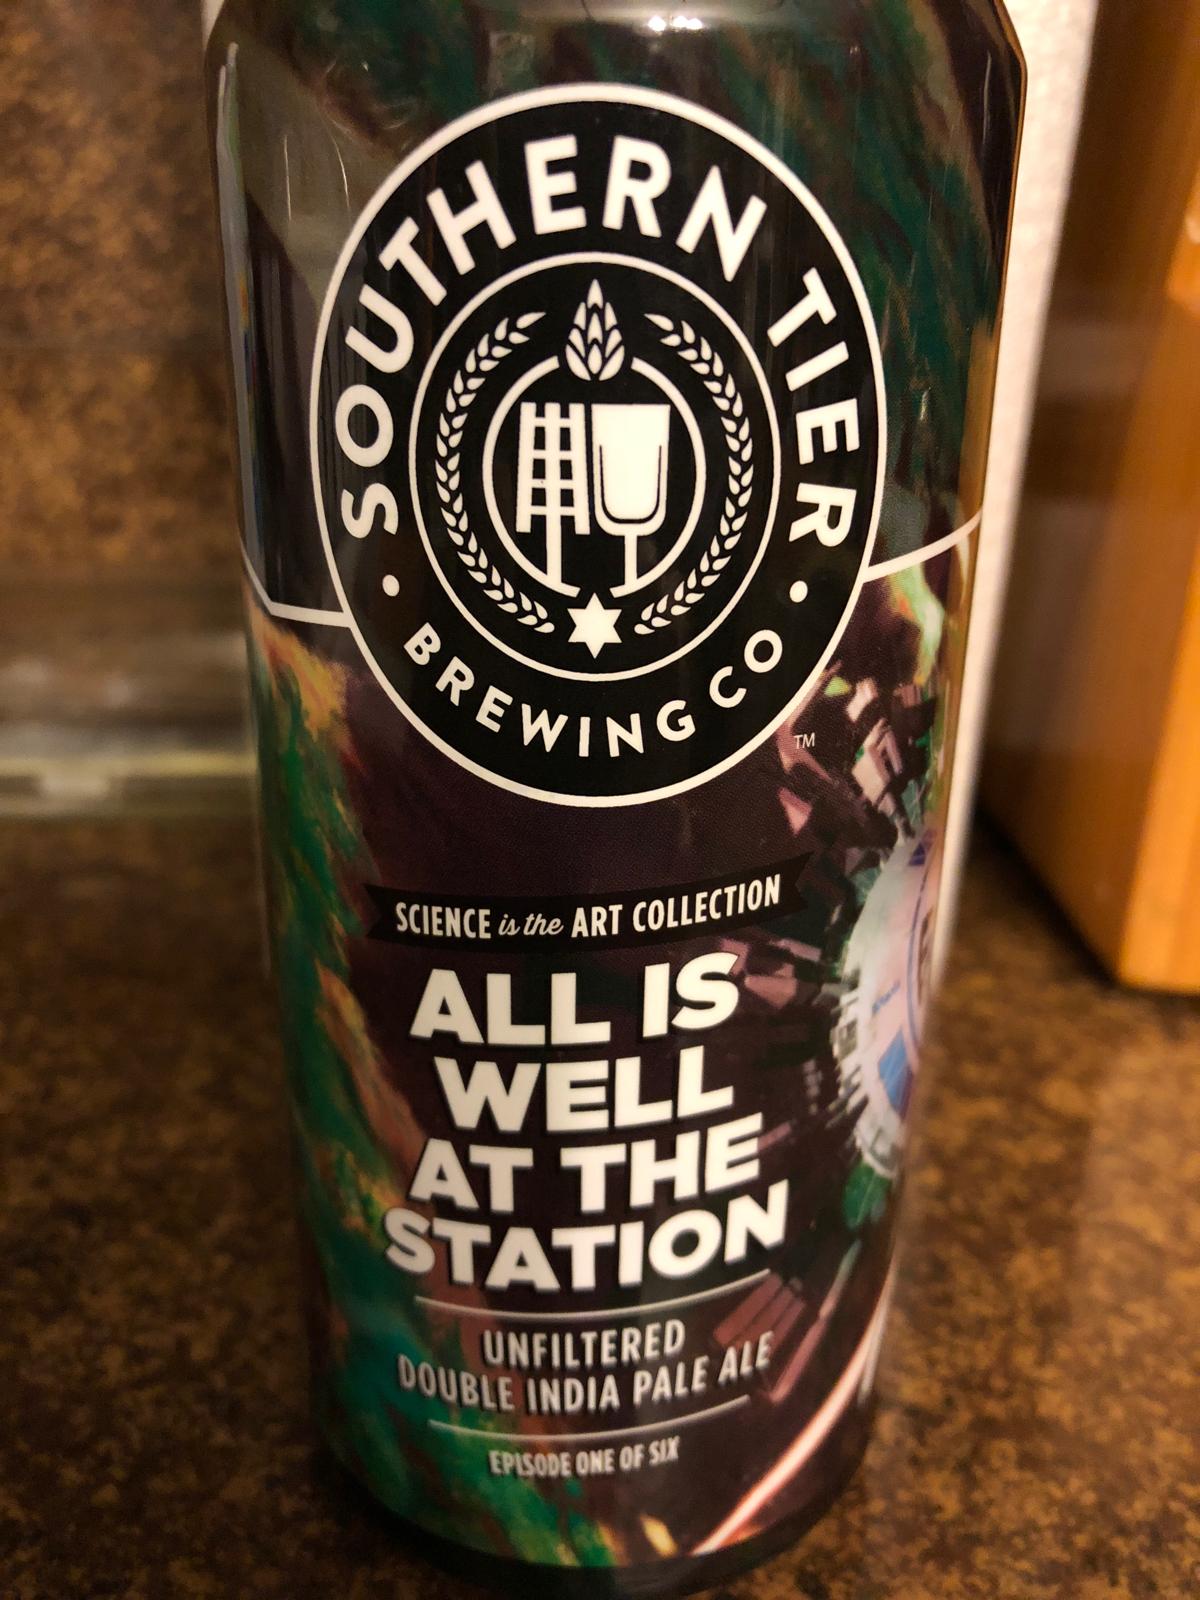 SOUTHERN TIER
BREWING CO
TM
SCIENCE is the ART COLLECTION
ALL IS
WELL
AT THE
STATION
UNFILTERED
DOUBLE INDIA PALE ALE
EPISODE ONE OF SIX